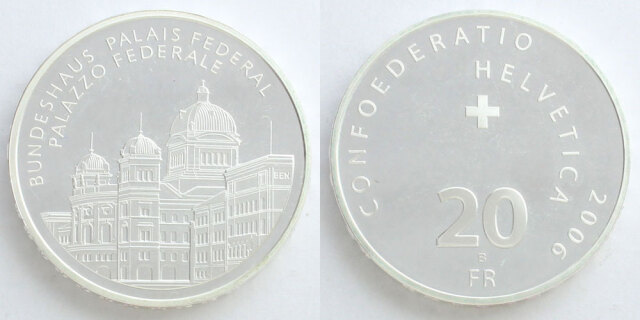 BUNDESHAUS PALAIS FEDERAL
PALAZZO FEDERALE
BEN
CONFOEDERATIO
HELVETICA 2006
20
B
FR